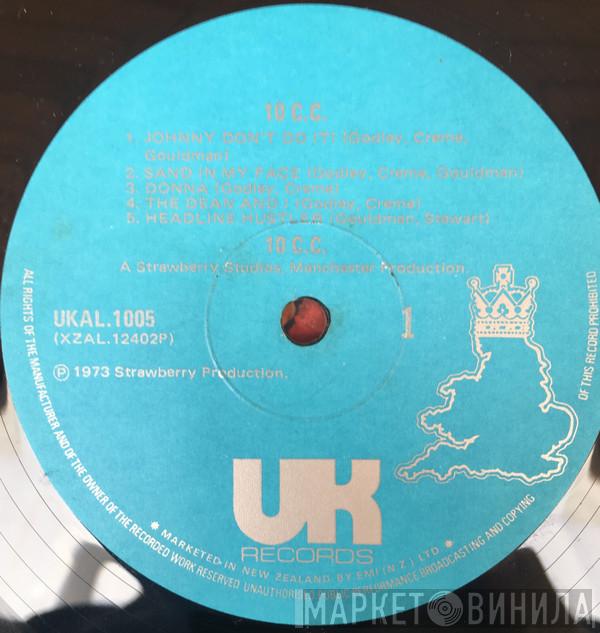 10 C.C.
1. JOHNNY DON'T DO IT! (Godley, Creme,
Gouldman)
2. SAND IN MY FACE (Godley, Creme, Gouldman)
3. DONNA (Godley, Creme)
4. THE DEAN AND I (Godley, Creme)
5. HEADLINE HUSTLER (Gouldman, Stewart)
10 C.C.
A Strawberry Studios, Manchester Production.
UKAL.1005
(XZAL.12402P)
1
℗ 1973 Strawberry Production.
UK
RECORDS
* MARKETED IN NEW ZEALAND BY EMI (N Z) LTD *
ALL RIGHTS OF THE MANUFACTURER AND OF THE OWNER OF THE RECORDED WORK RESERVED UNAUTHORISED PUBLIC PERFORMANCE BROADCASTING AND COPYING OF THIS RECORD PROHIBITED
МАРКЕТ ВИНИЛА